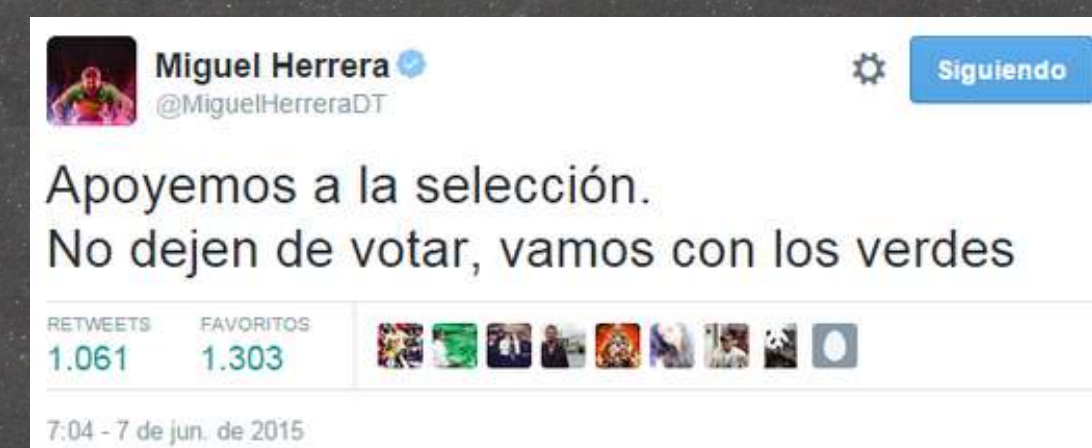 Miguel Herrera
@MiguelHerreraDT
Siguiendo
Apoyemos a la selección.
No dejen de votar, vamos con los verdes
RETWEETS FAVORITOS
1.061 1.303
7:04 - 7 de jun. de 2015